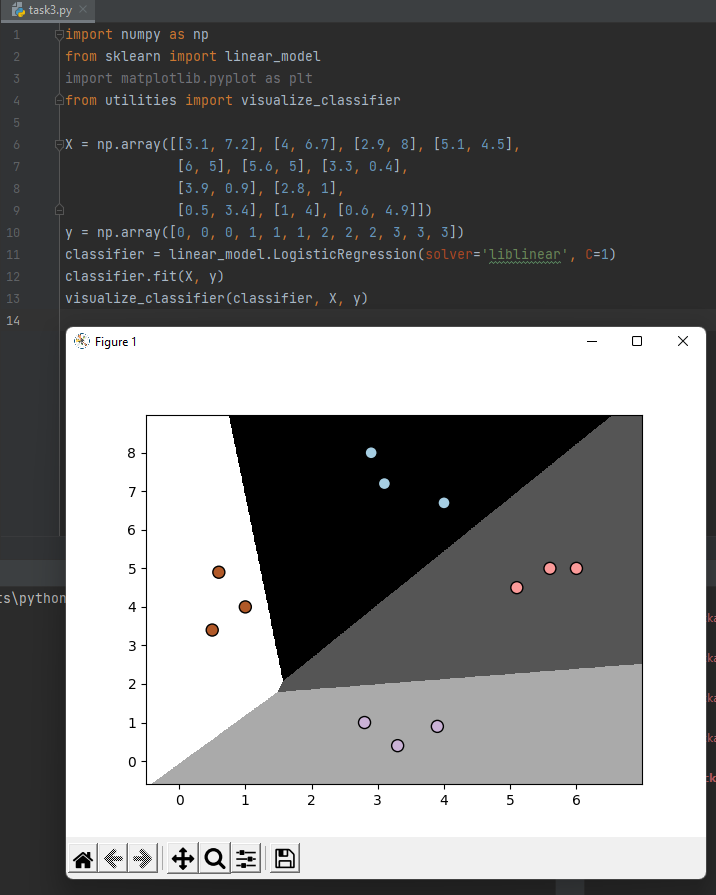 task3.py
1 import numpy as np
2 from sklearn import linear_model
3 import matplotlib.pyplot as plt
4 from utilities import visualize_classifier
5
6 X = np.array([[3.1, 7.2], [4, 6.7], [2.9, 8], [5.1, 4.5],
7 [6, 5], [5.6, 5], [3.3, 0.4],
8 [3.9, 0.9], [2.8, 1],
9 [0.5, 3.4], [1, 4], [0.6, 4.9]])
10 y = np.array([0, 0, 0, 1, 1, 1, 2, 2, 2, 3, 3, 3])
11 classifier = linear_model.LogisticRegression(solver='liblinear', C=1)
12 classifier.fit(X, y)
13 visualize_classifier(classifier, X, y)
14
Figure 1
8
7
6
5
4
3
2
1
0
0 1 2 3 4 5 6
ts\python
ka
ka
ka
ka
ck